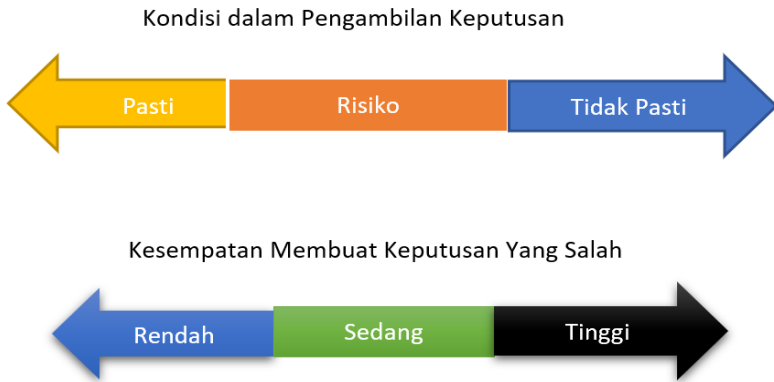 Kondisi dalam Pengambilan Keputusan
Pasti Risiko Tidak Pasti
Kesempatan Membuat Keputusan Yang Salah
Rendah Sedang Tinggi